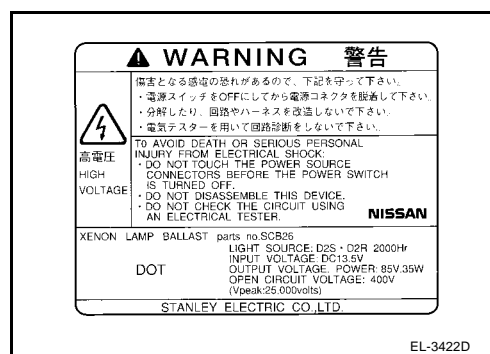 WARNING 警告
傷害となる感電の恐れがあるので、下記を守って下さい。
・電源スイッチをOFFにしてから電源コネクタを脱着して下さい。
・分解したり、回路やハーネスを改造しないで下さい。
・電気テスターを用いて回路診断をしないで下さい。
高電圧
HIGH
VOLTAGE
TO AVOID DEATH OR SERIOUS PERSONAL
INJURY FROM ELECTRICAL SHOCK:
・DO NOT TOUCH THE POWER SOURCE
CONNECTORS BEFORE THE POWER SWITCH
IS TURNED OFF.
・DO NOT DISASSEMBLE THIS DEVICE.
・DO NOT CHECK THE CIRCUIT USING
AN ELECTRICAL TESTER.
NISSAN
XENON LAMP BALLAST parts no.SCB26
LIGHT SOURCE: D2S・D2R 2000Hr
INPUT VOLTAGE: DC13.5V
DOT
OUTPUT VOLTAGE, POWER: 85V,35W
OPEN CIRCUIT VOLTAGE: 400V
(Vpeak:25,000volts)
STANLEY ELECTRIC CO.,LTD.
EL-3422D